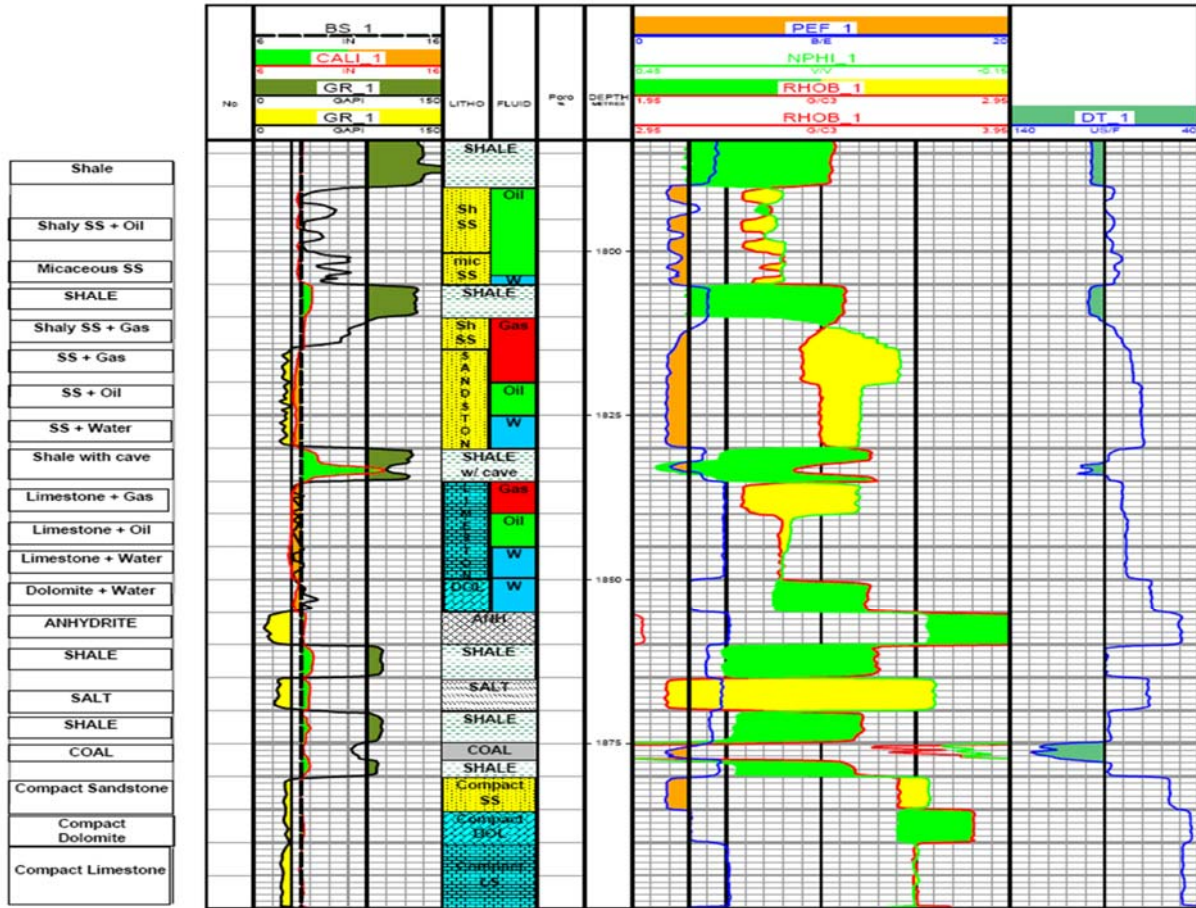 BS_1
6 IN 16
CALI_1
6 IN 16
GR_1
0 GAPI 150
GR_1
0 GAPI 150
No
LITHO
FLUID
Poro
%
DEPTH
METRES
PEF_1
0 B/E 20
NPHI_1
0.45 V/V -0.15
RHOB_1
1.95 G/C3 2.95
RHOB_1
2.95 G/C3 3.95
DT_1
140 US/F 40
Shale
Shaly SS + Oil
Micaceous SS
SHALE
Shaly SS + Gas
SS + Gas
SS + Oil
SS + Water
Shale with cave
Limestone + Gas
Limestone + Oil
Limestone + Water
Dolomite + Water
ANHYDRITE
SHALE
SALT
SHALE
COAL
Compact Sandstone
Compact
Dolomite
Compact Limestone
SHALE
Sh
SS
mic
SS
SHALE
Sh
SS
SANDSTON
SHALE
w/ cave
DOL
ANH
SHALE
SALT
SHALE
COAL
SHALE
Compact
SS
Compact
DOL
Compact
LS
Oil
W
Gas
Oil
W
Gas
Oil
W
W
1800
1825
1850
1875